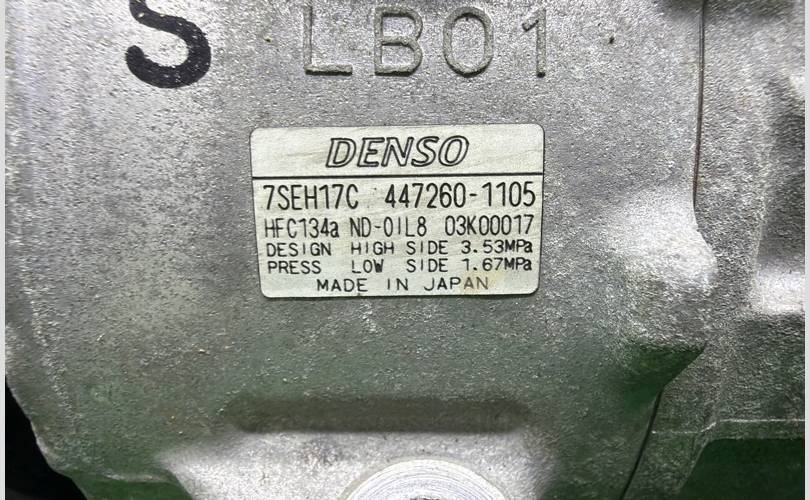 S LB01
DENSO
7SEH17C 447260-1105
HFC134a ND-OIL8 03K00017
DESIGN HIGH SIDE 3.53MPa
PRESS LOW SIDE 1.67MPa
MADE IN JAPAN